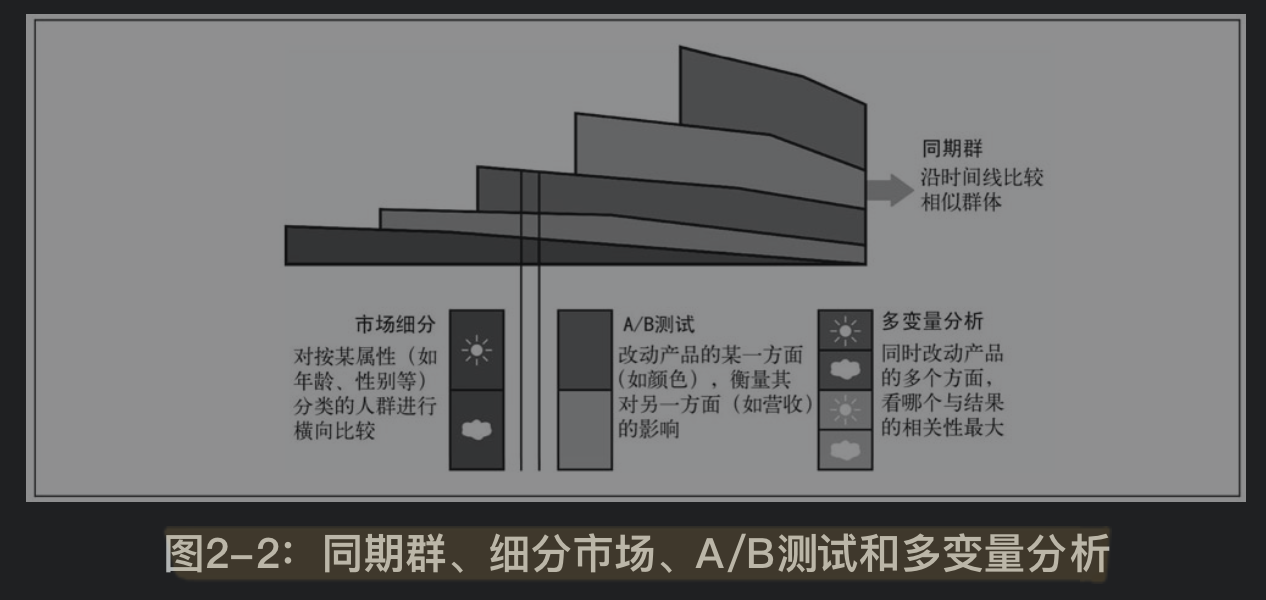 同期群
沿时间线比较
相似群体
市场细分
对按某属性（如
年龄、性别等）
分类的人群进行
横向比较
A/B测试
改动产品的某一方面
（如颜色），衡量其
对另一方面（如营收）
的影响
多变量分析
同时改动产品
的多个方面，
看哪个与结果
的相关性最大
图2-2：同期群、细分市场、A/B测试和多变量分析